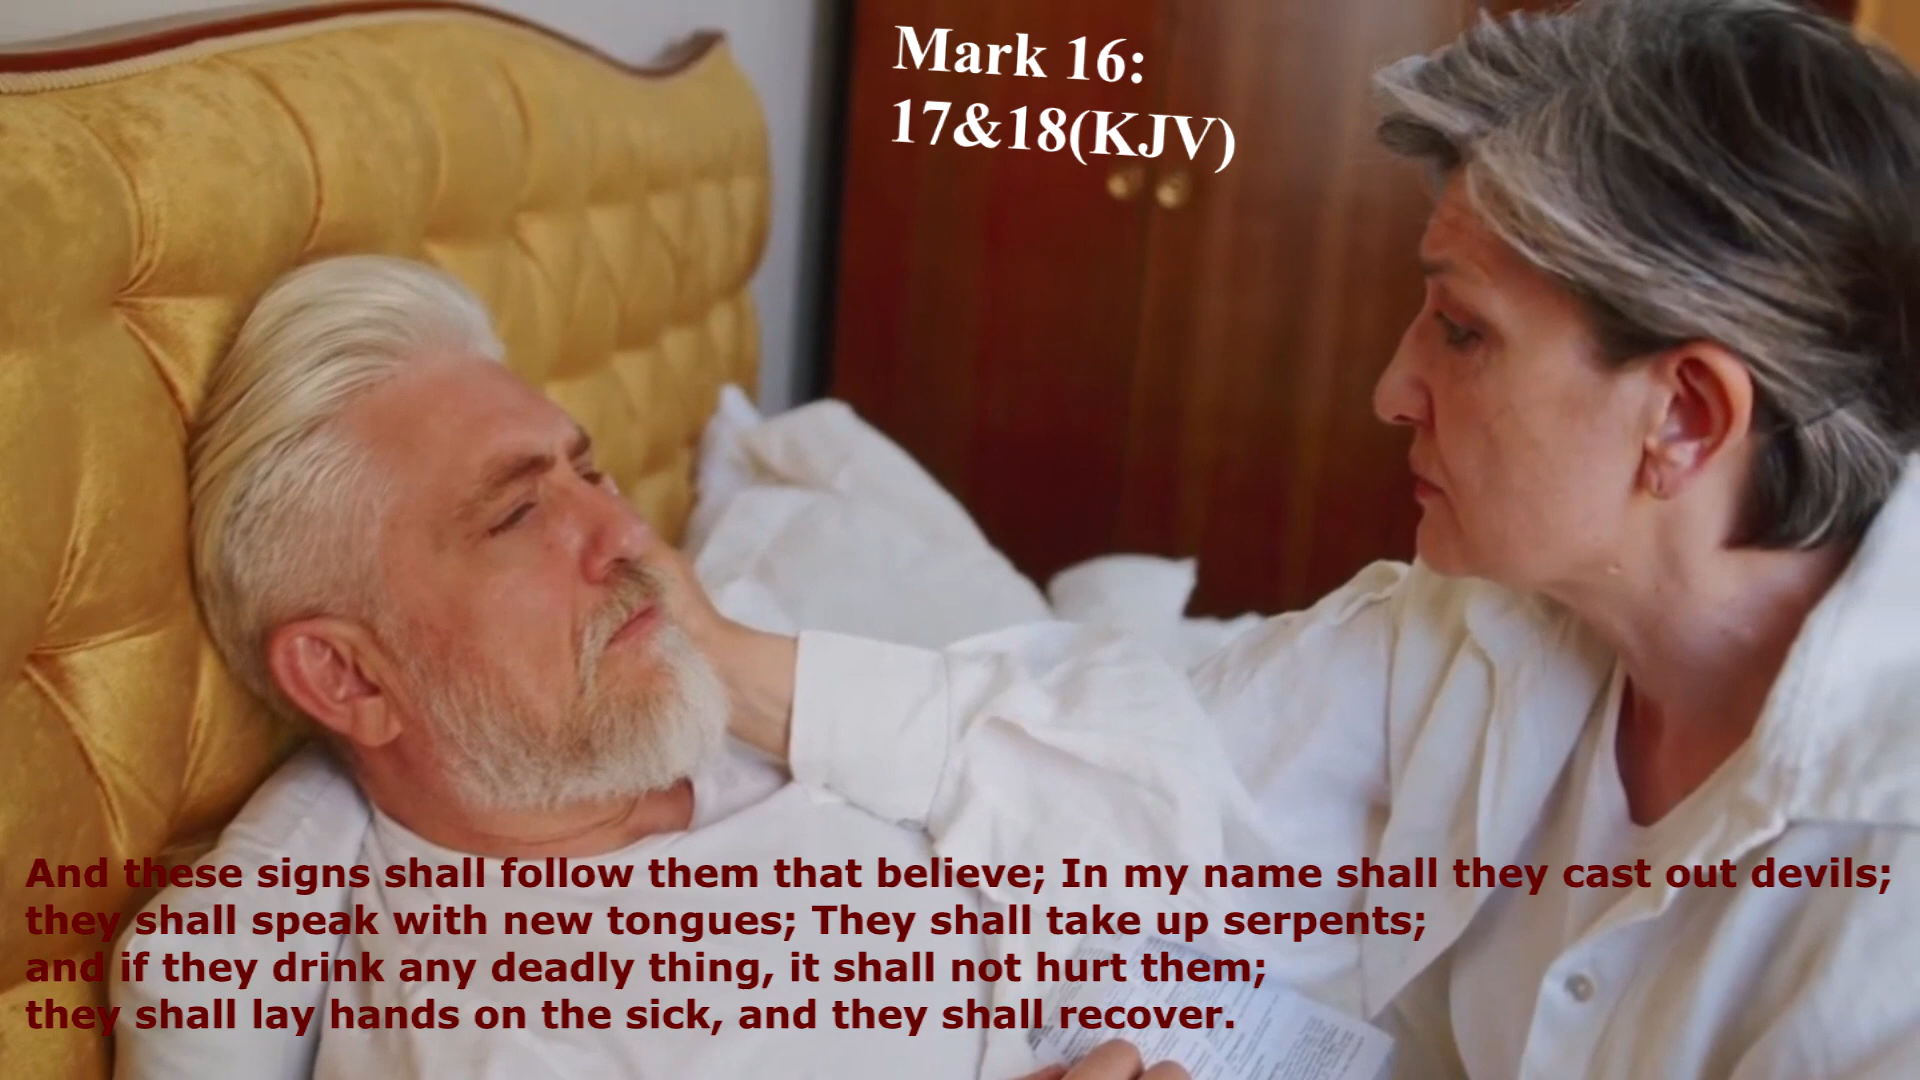 Mark 16:
17&18(KJV)
And these signs shall follow them that believe; In my name shall they cast out devils;
they shall speak with new tongues; They shall take up serpents;
and if they drink any deadly thing, it shall not hurt them;
they shall lay hands on the sick, and they shall recover.